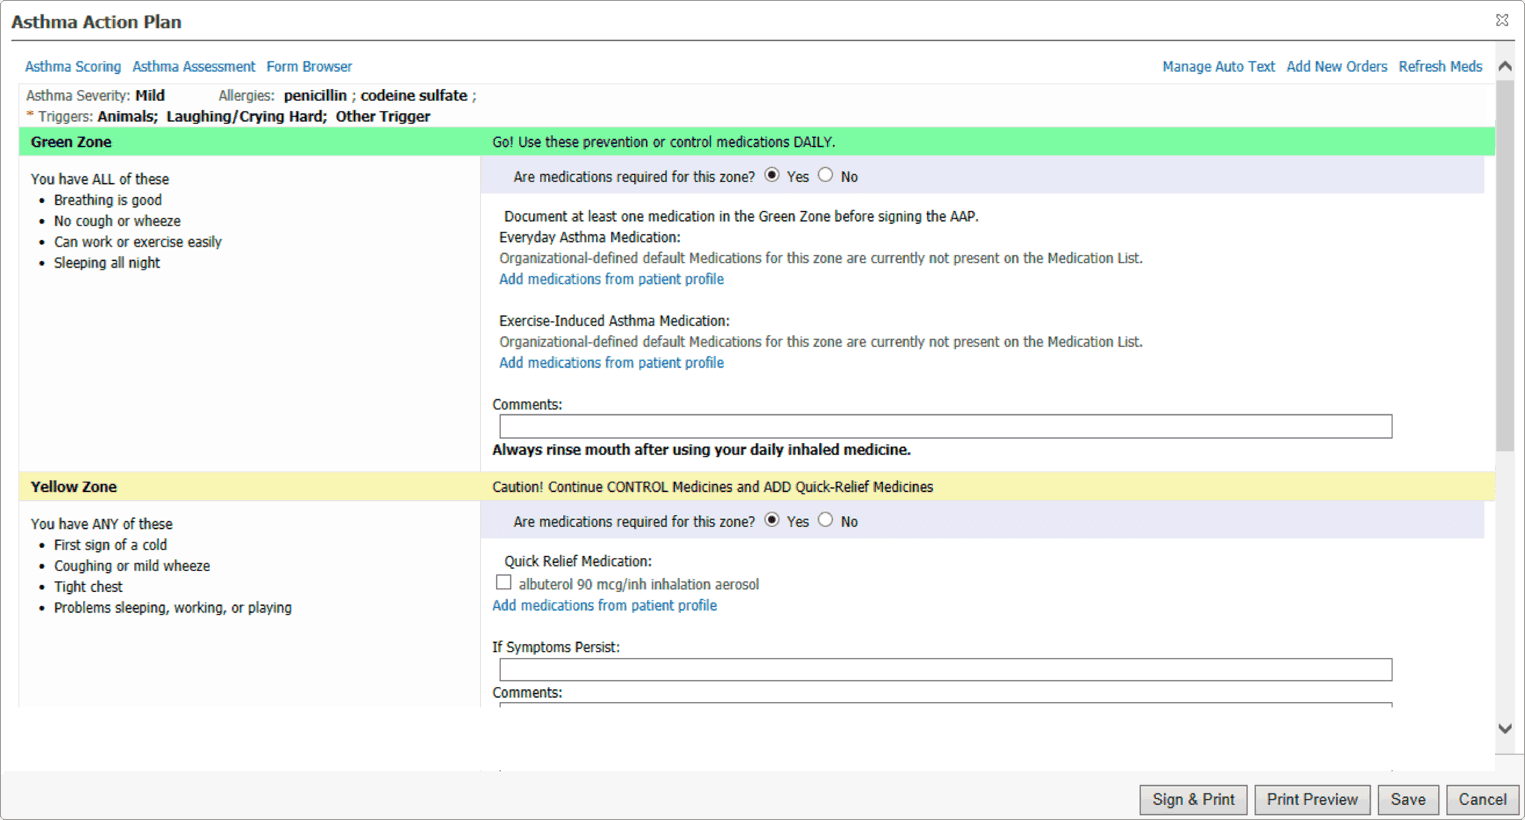 Asthma Action Plan
Asthma Scoring Asthma Assessment Form Browser Manage Auto Text Add New Orders Refresh Meds
Asthma Severity: Mild Allergies: penicillin ; codeine sulfate ;
* Triggers: Animals; Laughing/Crying Hard; Other Trigger
Green Zone Go! Use these prevention or control medications DAILY.
Are medications required for this zone? Yes No
You have ALL of these
• Breathing is good
• No cough or wheeze
• Can work or exercise easily
• Sleeping all night
Document at least one medication in the Green Zone before signing the AAP.
Everyday Asthma Medication:
Organizational-defined default Medications for this zone are currently not present on the Medication List.
Add medications from patient profile
Exercise-Induced Asthma Medication:
Organizational-defined default Medications for this zone are currently not present on the Medication List.
Add medications from patient profile
Comments:
Always rinse mouth after using your daily inhaled medicine.
Yellow Zone Caution! Continue CONTROL Medicines and ADD Quick-Relief Medicines
Are medications required for this zone? Yes No
You have ANY of these
• First sign of a cold
• Coughing or mild wheeze
• Tight chest
• Problems sleeping, working, or playing
Quick Relief Medication:
albuterol 90 mcg/inh inhalation aerosol
Add medications from patient profile
If Symptoms Persist:
Comments:
Sign & Print Print Preview Save Cancel